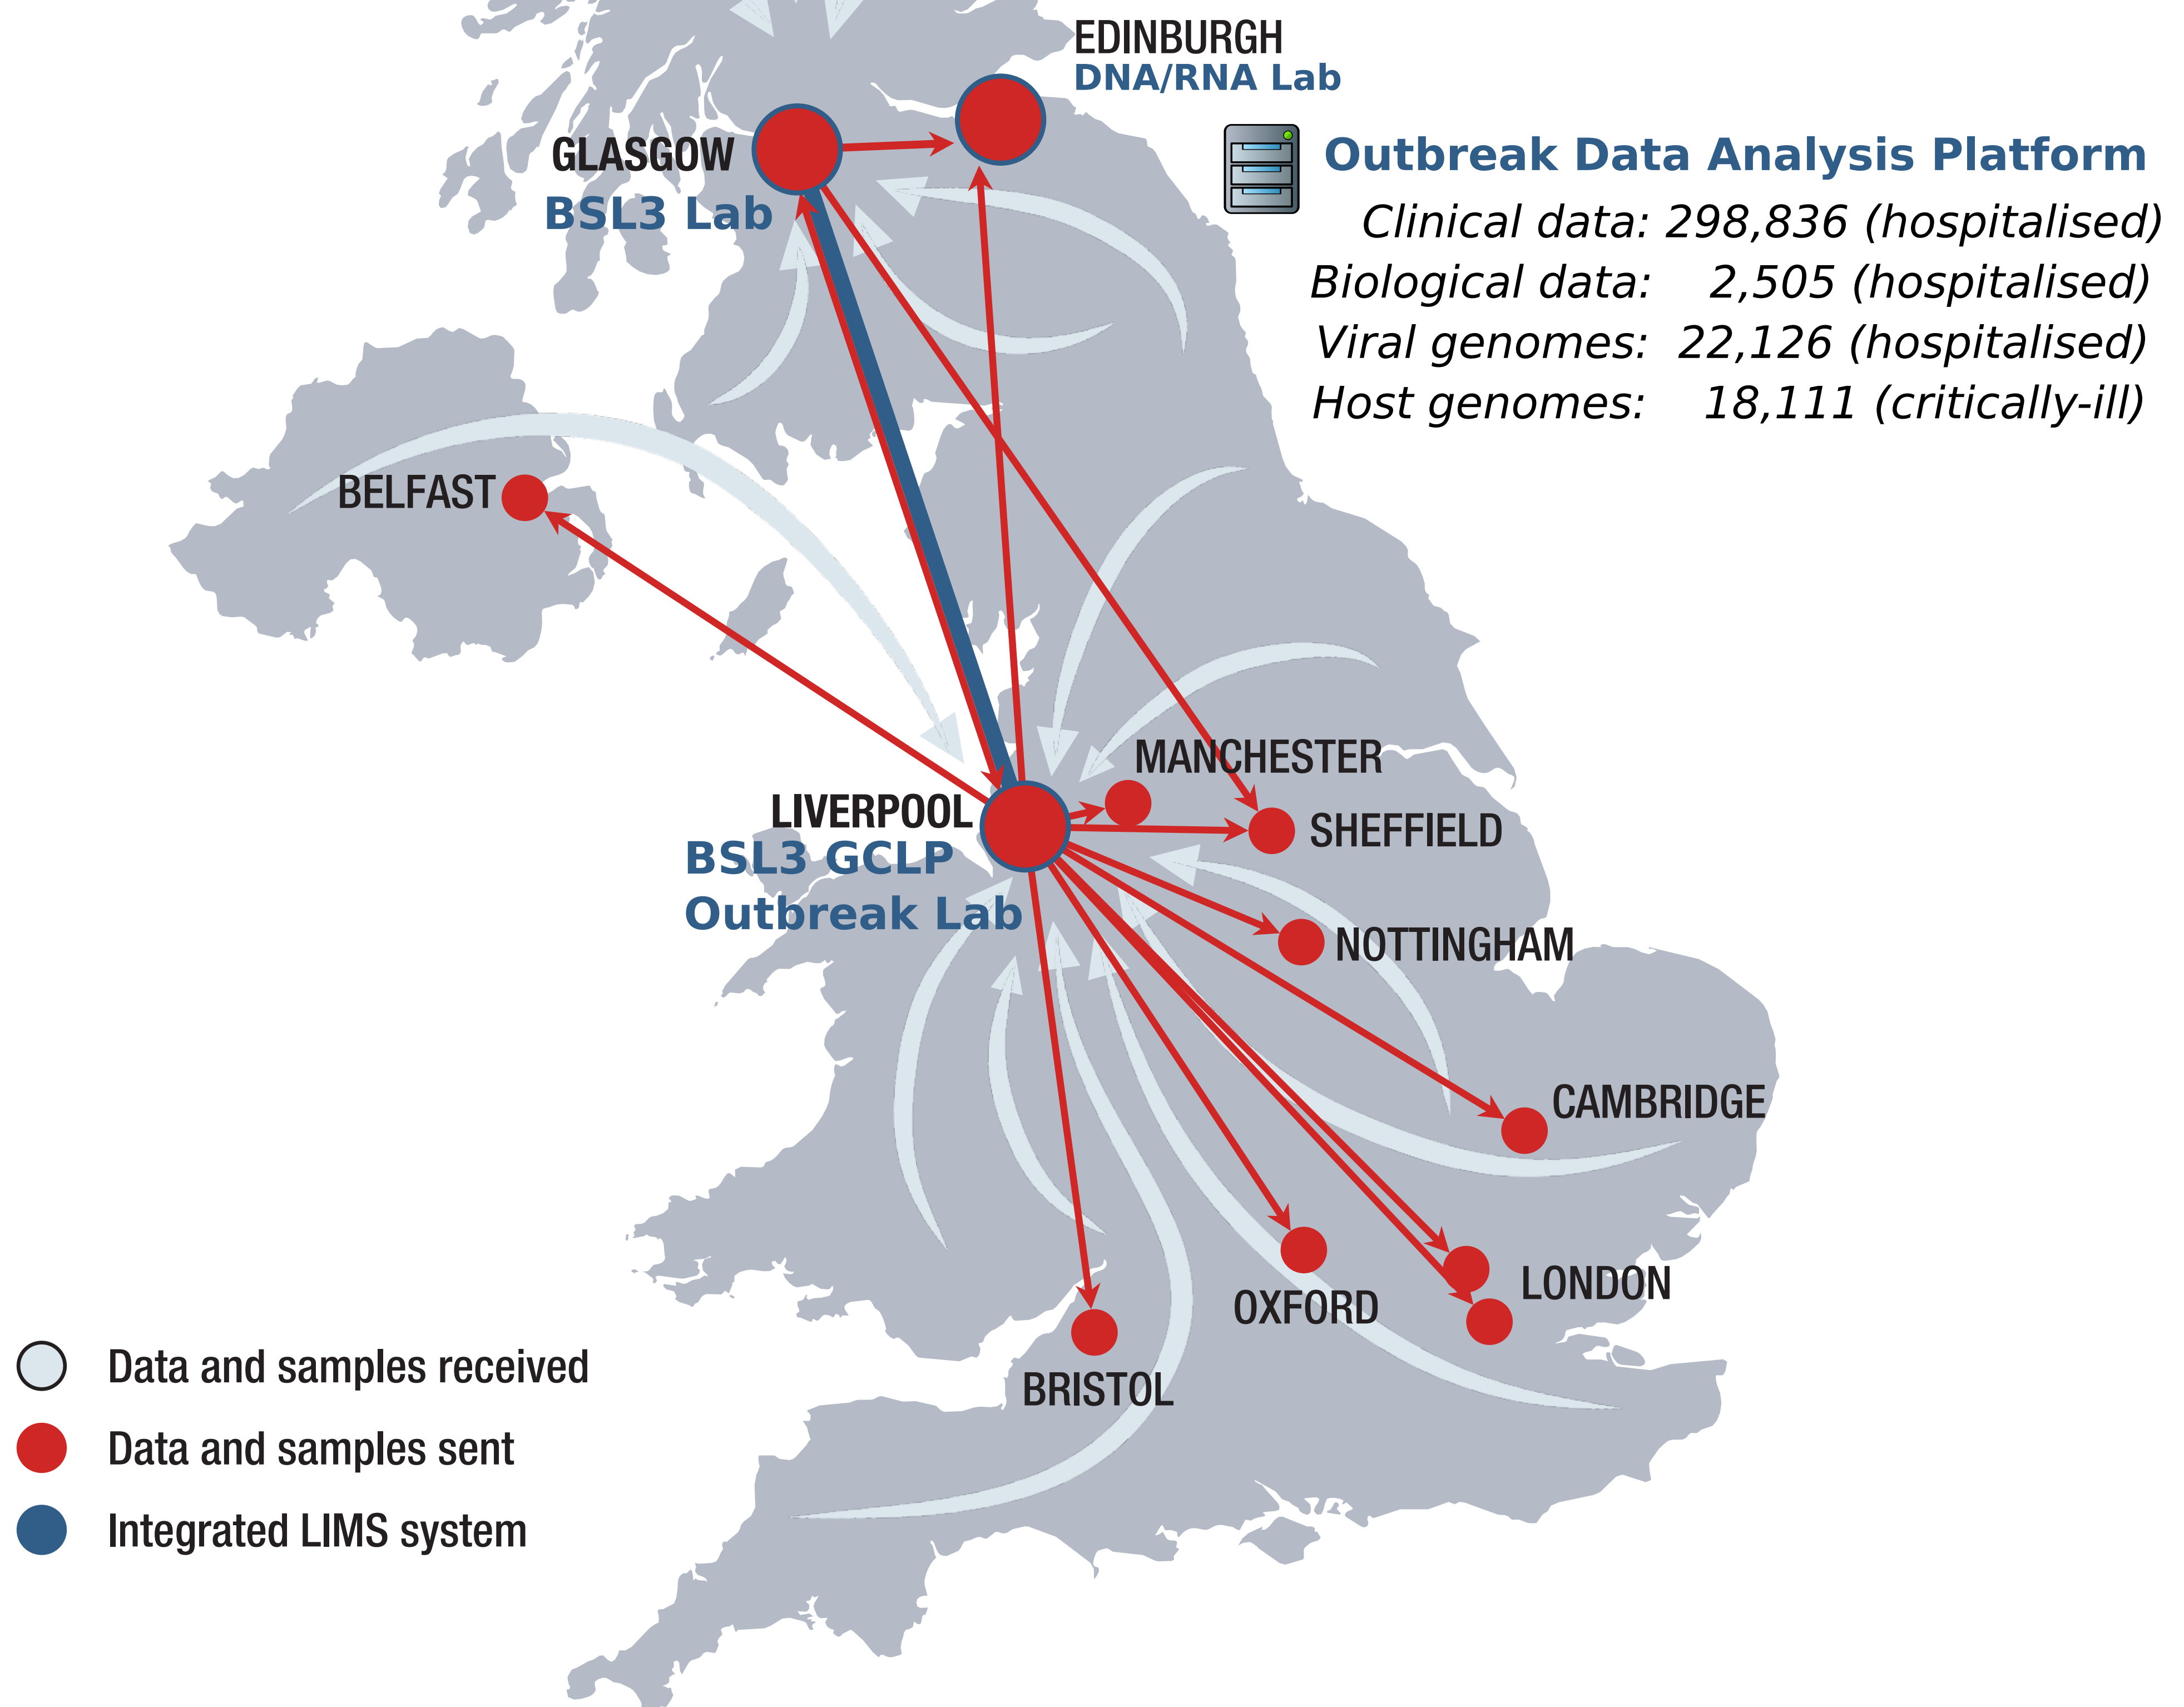 EDINBURGH
DNA/RNA Lab
GLASGOW
BSL3 Lab
Outbreak Data Analysis Platform
Clinical data: 298,836 (hospitalised)
Biological data: 2,505 (hospitalised)
Viral genomes: 22,126 (hospitalised)
Host genomes: 18,111 (critically-ill)
BELFAST
MANCHESTER
LIVERPOOL
BSL3 GCLP
Outbreak Lab
SHEFFIELD
NOTTINGHAM
CAMBRIDGE
LONDON
OXFORD
BRISTOL
Data and samples received
Data and samples sent
Integrated LIMS system